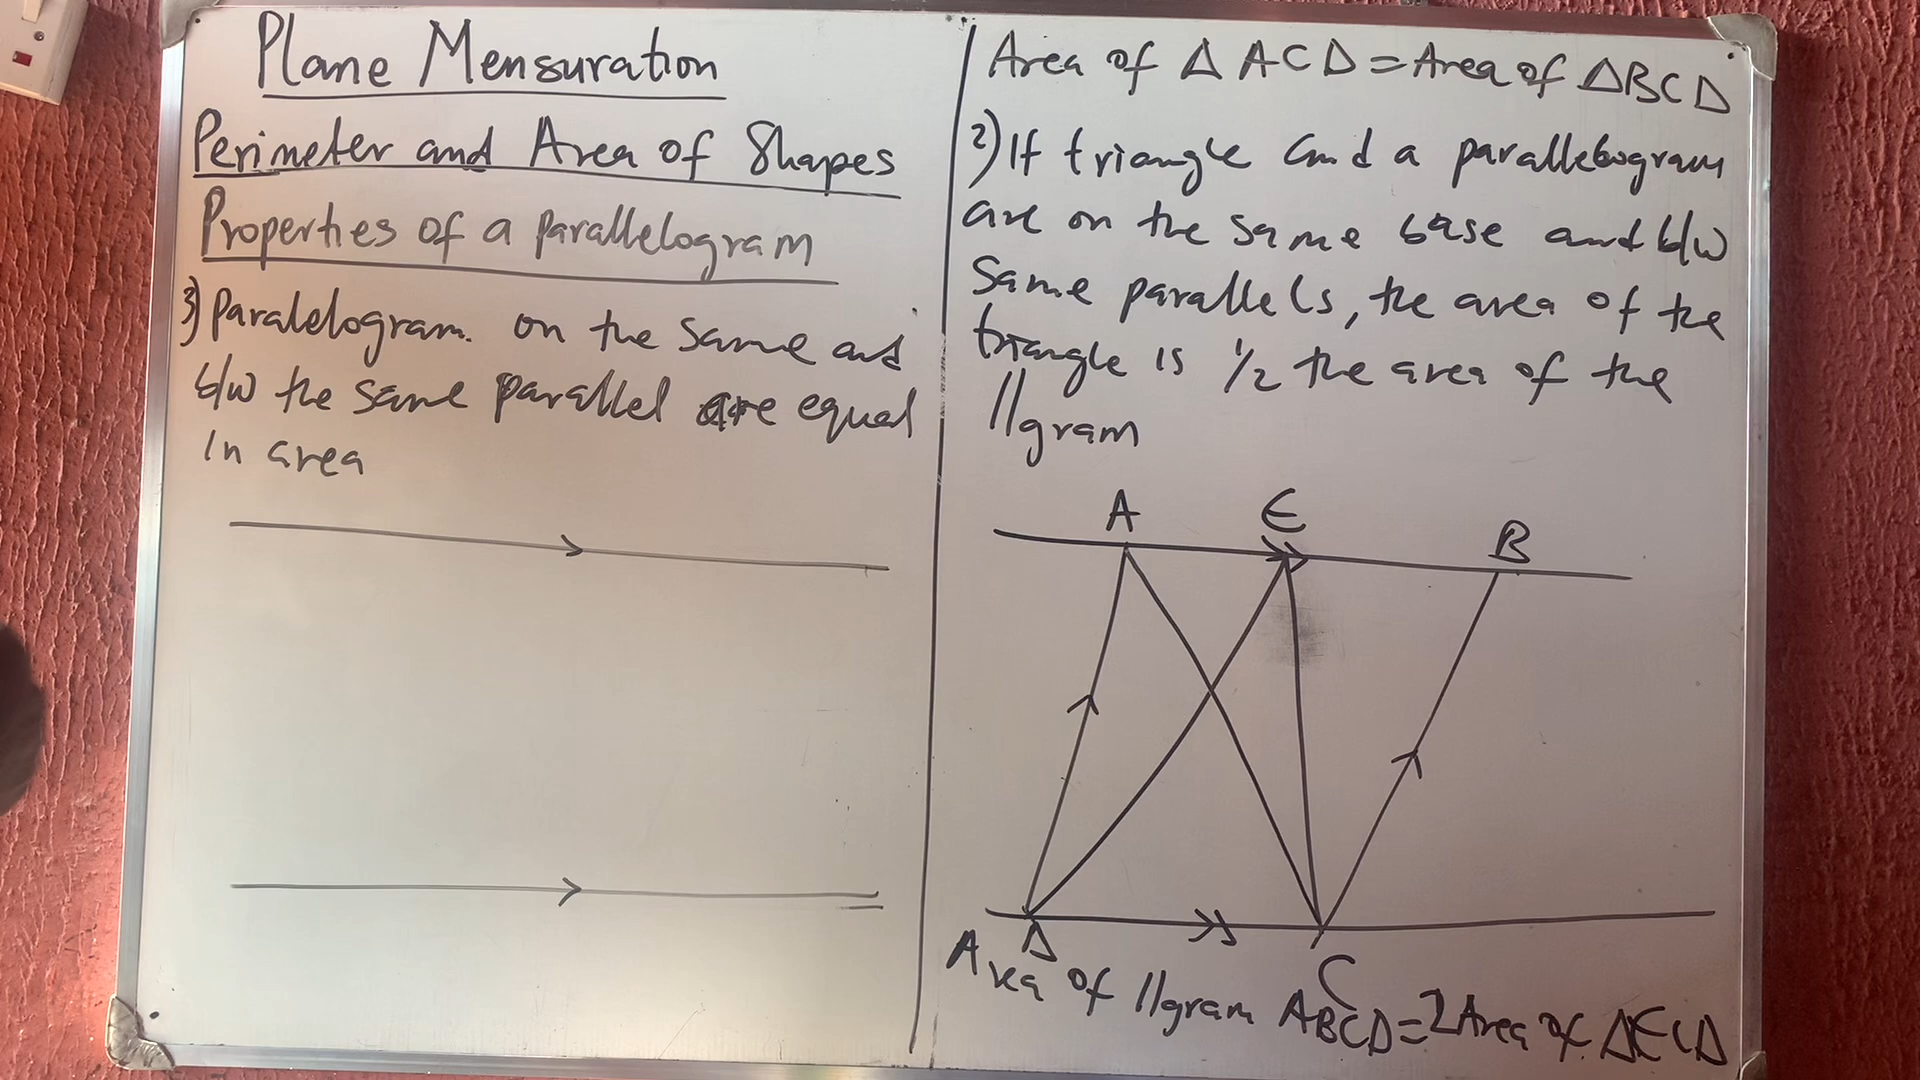 Plane Mensuration
Perimeter and Area of Shapes
Properties of a parallelogram
3) Paralelogram. on the same and
b/w the same parallel are equal
in area
Area of Δ ACD = Area of ΔBCD
2) If triangle and a parallelogram
are on the same base and b/w
same parallels, the area of the
triangle is 1/2 the area of the
//gram
A E B
D C
Area of //gram ABCD = 2 Area of ΔECD